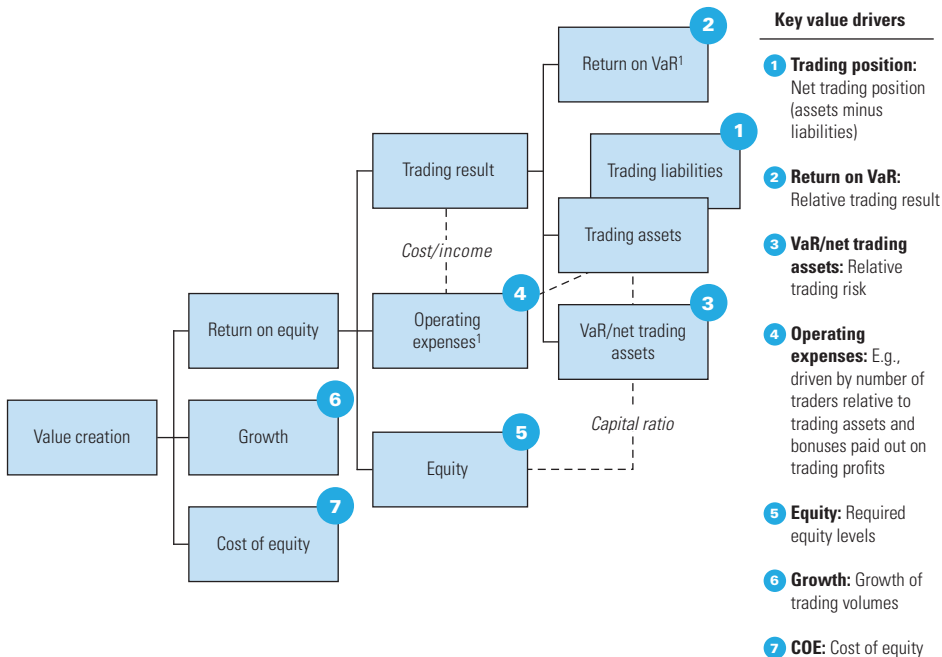 2
Return on VaR1
1
Trading result
Trading liabilities
Trading assets
Cost/income
4
3
Return on equity
Operating
expenses1
VaR/net trading
assets
6
5
Capital ratio
Value creation
Growth
Equity
7
Cost of equity
Key value drivers
1 Trading position:
Net trading position
(assets minus
liabilities)
2 Return on VaR:
Relative trading result
3 VaR/net trading
assets: Relative
trading risk
4 Operating
expenses: E.g.,
driven by number of
traders relative to
trading assets and
bonuses paid out on
trading profits
5 Equity: Required
equity levels
6 Growth: Growth of
trading volumes
7 COE: Cost of equity